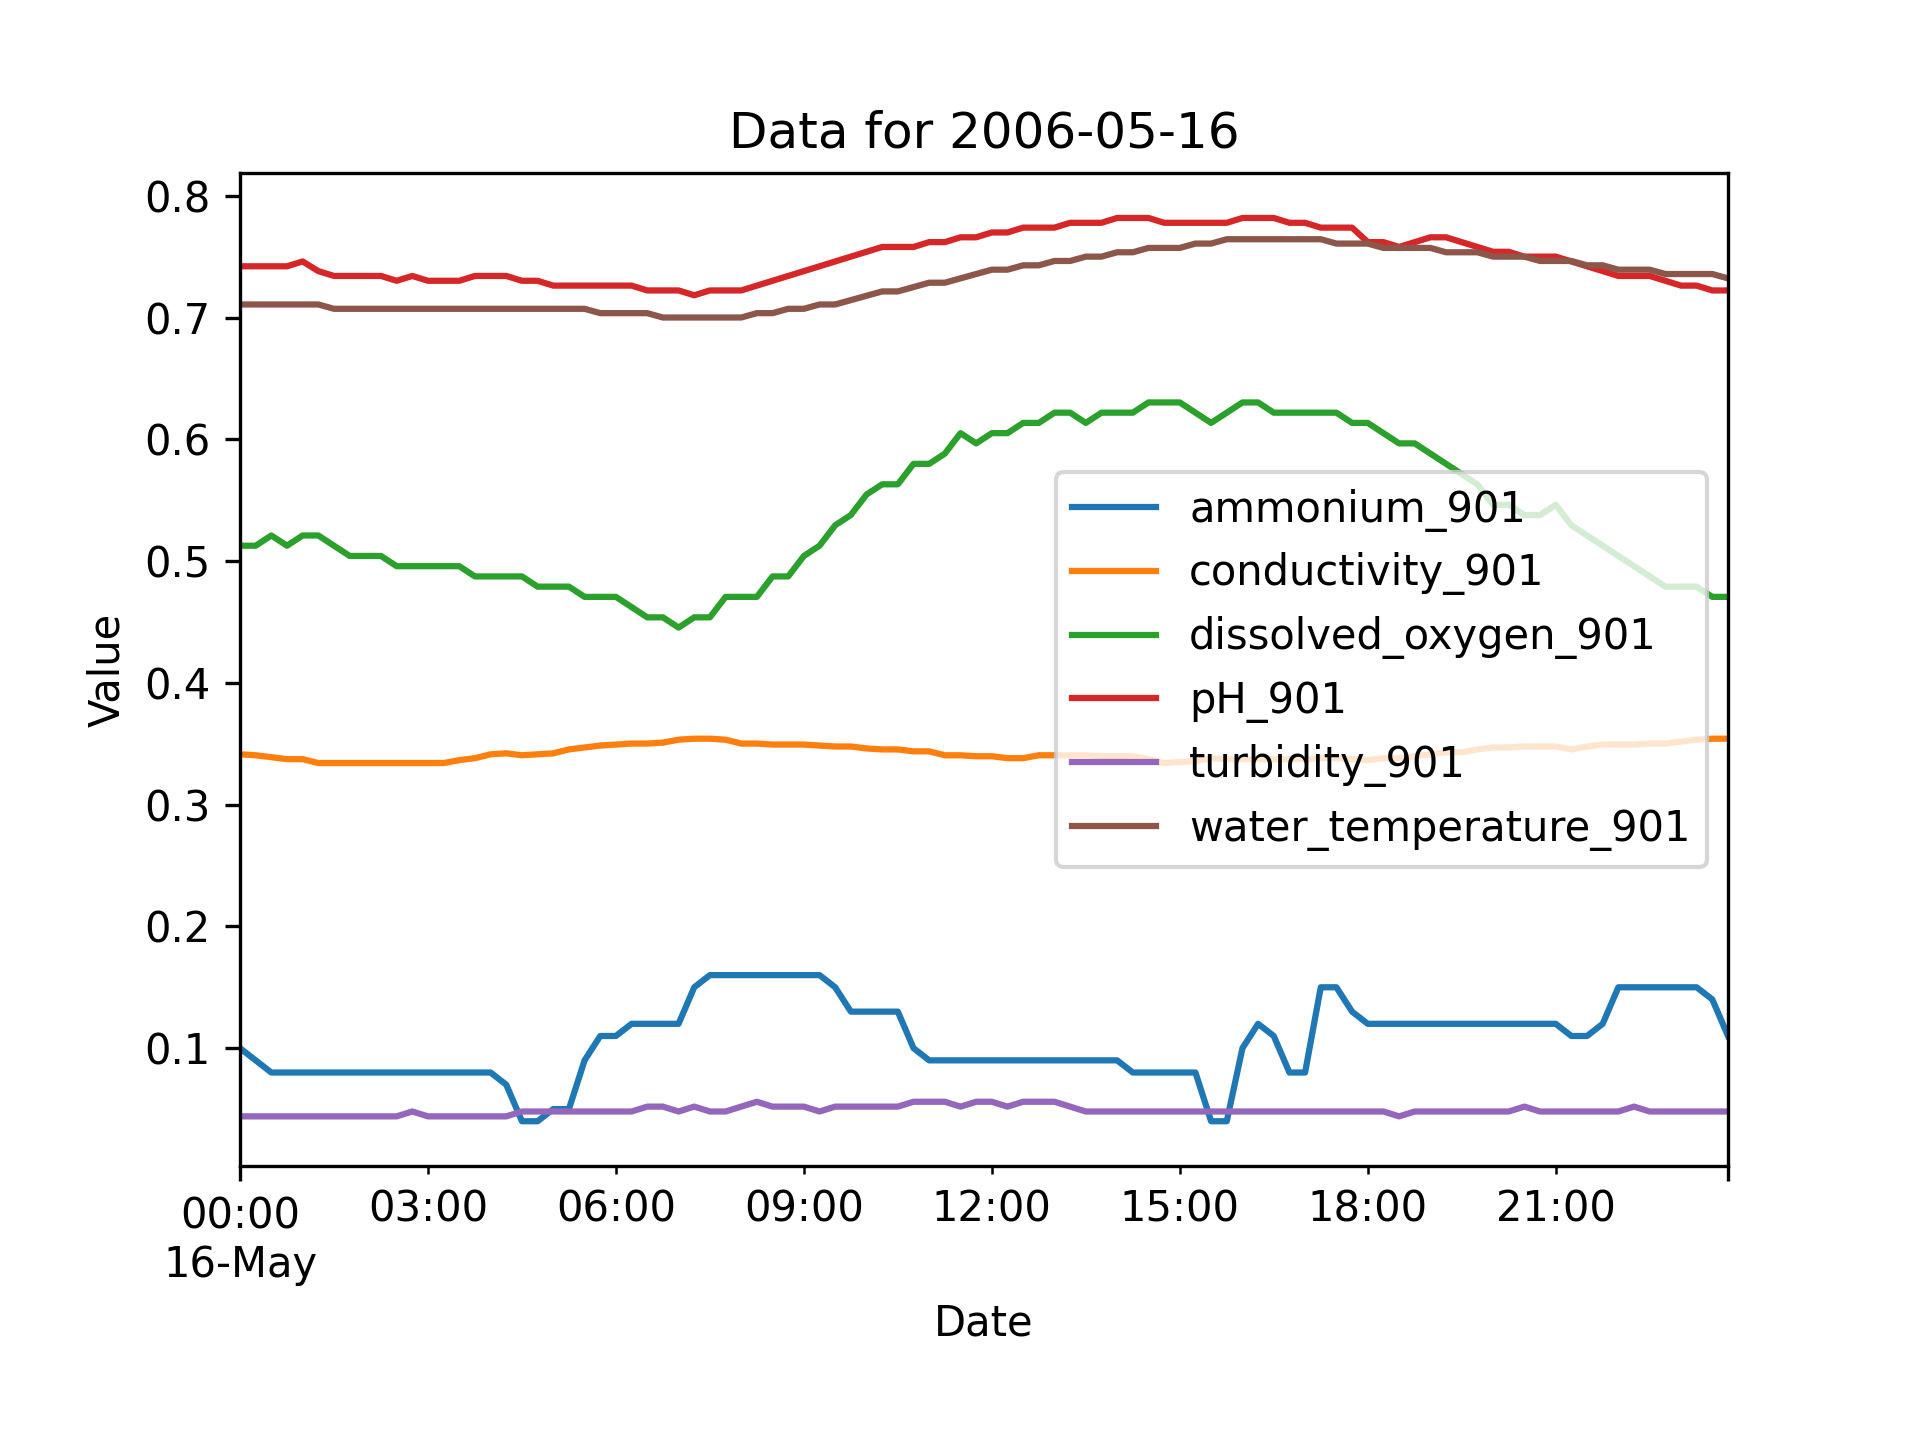 Data for 2006-05-16
Value
0.8
0.7
0.6
0.5
0.4
0.3
0.2
0.1
ammonium_901
conductivity_901
dissolved_oxygen_901
pH_901
turbidity_901
water_temperature_901
00:00 03:00 06:00 09:00 12:00 15:00 18:00 21:00
16-May
Date